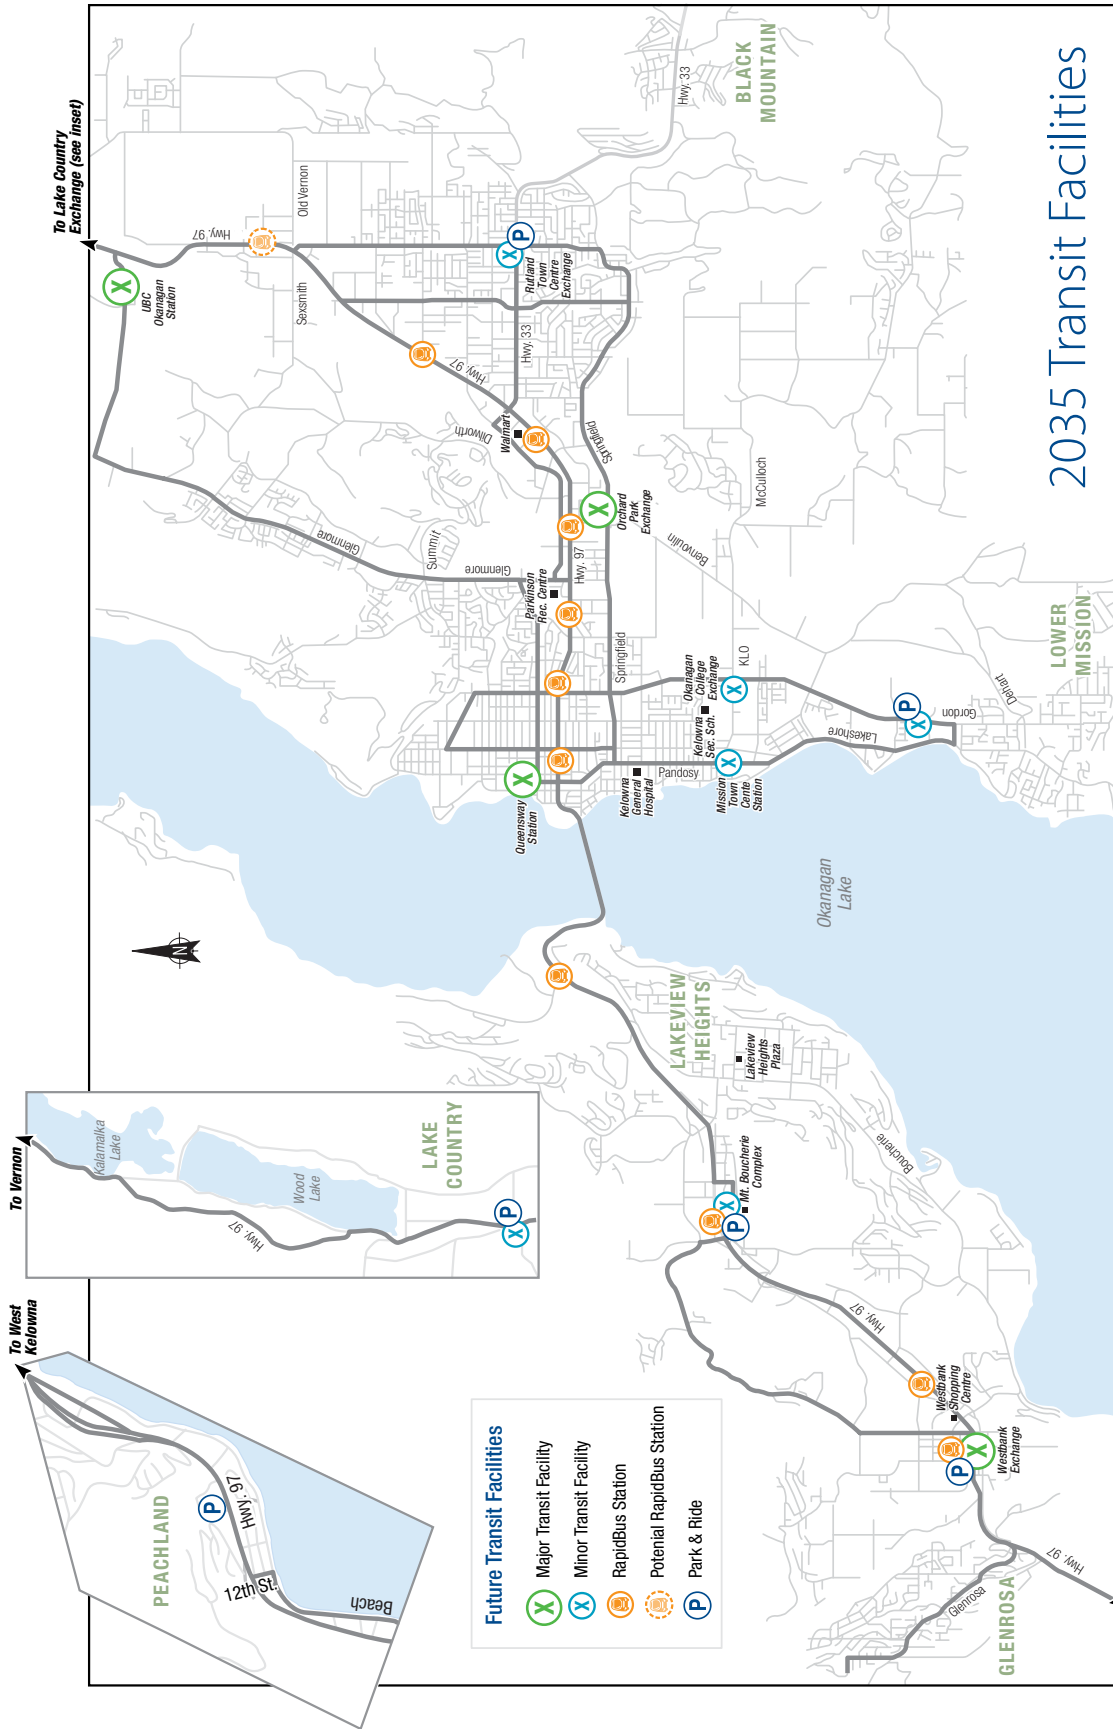 2035 Transit Facilities
To West
Kelowna
PEACHLAND
Hwy. 97
12th St.
Beach
To Vernon
Kalamalka
Lake
Wood
Lake
Hwy. 97
LAKE
COUNTRY
N
To Lake Country
Exchange (see inset)
Hwy. 97
UBC
Okanagan
Station
Old Vernon
Sexsmith
Hwy. 97
Glenmore
Summit
Glenmore
Dilworth
Walmart
Hwy. 33
Rutland
Town
Centre
Exchange
Hwy. 33
BLACK
MOUNTAIN
Springfield
Orchard
Park
Exchange
Hwy. 97
Parkinson
Rec. Centre
Benvoulin
McCulloch
Springfield
Queensway
Station
Kelowna
General
Hospital
Pandosy
Kelowna
Sec. Sch.
Okanagan
College
Exchange
KLO
Mission
Town
Cente
Station
Lakeshore
Gordon
Dehart
LOWER
MISSION
Okanagan
Lake
LAKEVIEW
HEIGHTS
Lakeview
Heights
Plaza
Boucherie
Mt. Boucherie
Complex
Hwy. 97
Westbank
Shopping
Centre
Westbank
Exchange
Hwy. 97
Glenrosa
GLENROSA
Future Transit Facilities
X Major Transit Facility
X Minor Transit Facility
RapidBus Station
Potenial RapidBus Station
P Park & Ride